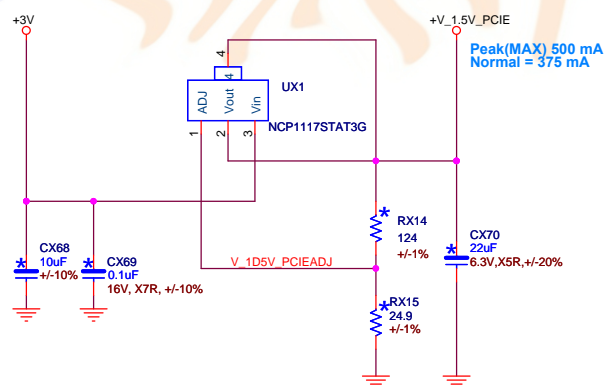 +3V
+V_1.5V_PCIE
Peak(MAX) 500 mA
Normal = 375 mA
4
4
UX1
ADJ
Vout
Vin
NCP1117STAT3G
1
2
3
RX14
124
+/-1%
CX68
10uF
+/-10%
CX69
0.1uF
16V, X7R, +/-10%
V_1D5V_PCIEADJ
CX70
22uF
6.3V,X5R,+/-20%
RX15
24.9
+/-1%